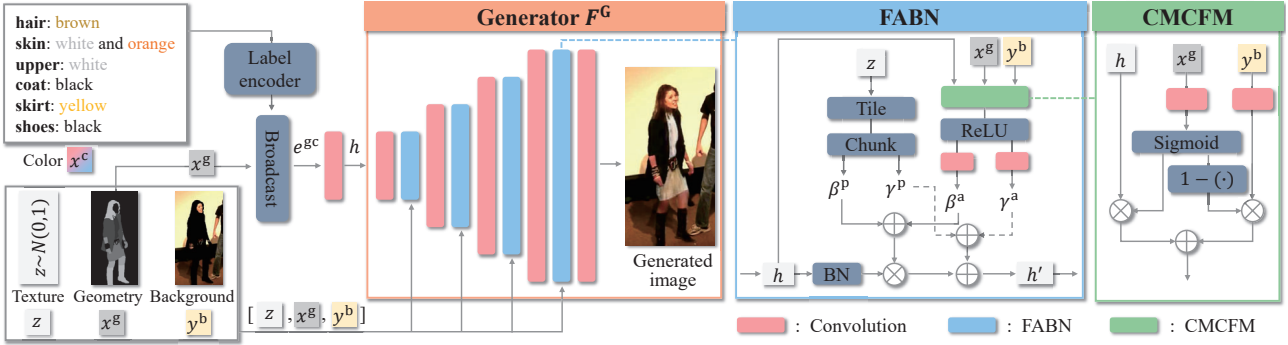 hair: brown
skin: white and orange
upper: white
coat: black
skirt: yellow
shoes: black
Color x^c
Label
encoder
Broadcast
x^g
e^gc
h
z~N(0,1)
Texture Geometry Background
z x^g y^b
[ z , x^g , y^b ]
Generator F^G
Generated
image
FABN
z
x^g y^b
Tile
Chunk
ReLU
β^p γ^p β^a γ^a
h BN h′
CMCFM
h x^g y^b
Sigmoid
1 − (·)
: Convolution : FABN : CMCFM